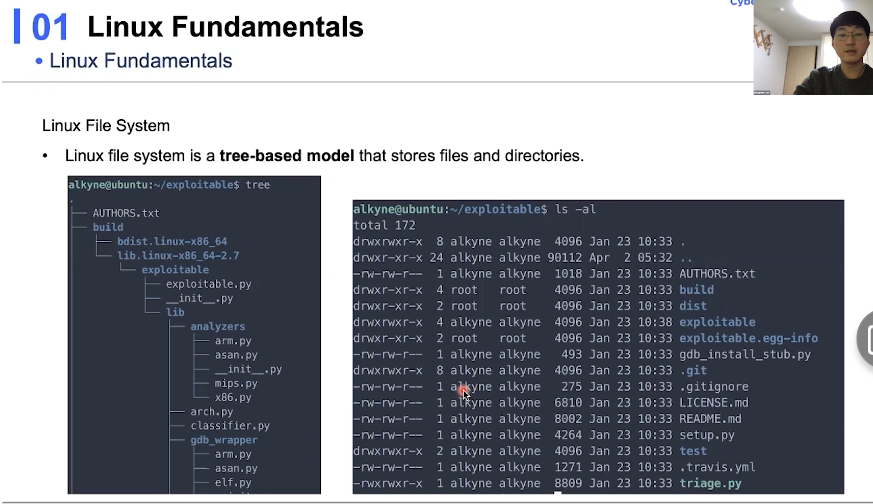 Cybe
01 Linux Fundamentals
• Linux Fundamentals
Linux File System
• Linux file system is a tree-based model that stores files and directories.
alkyne@ubuntu:~/exploitable$ tree
.
├── AUTHORS.txt
├── build
│   ├── bdist.linux-x86_64
│   └── lib.linux-x86_64-2.7
│       └── exploitable
│           ├── exploitable.py
│           ├── __init__.py
│           └── lib
│               ├── analyzers
│               │   ├── arm.py
│               │   ├── asan.py
│               │   ├── __init__.py
│               │   ├── mips.py
│               │   └── x86.py
│               ├── arch.py
│               ├── classifier.py
│               ├── gdb_wrapper
│               │   ├── arm.py
│               │   ├── asan.py
│               │   ├── elf.py
alkyne@ubuntu:~/exploitable$ ls -al
total 172
drwxrwxr-x 8 alkyne alkyne 4096 Jan 23 10:33 .
drwxr-xr-x 24 alkyne alkyne 90112 Apr 2 05:32 ..
-rw-rw-r-- 1 alkyne alkyne 1018 Jan 23 10:33 AUTHORS.txt
drwxr-xr-x 4 root root 4096 Jan 23 10:33 build
drwxr-xr-x 2 root root 4096 Jan 23 10:33 dist
drwxrwxr-x 4 alkyne alkyne 4096 Jan 23 10:38 exploitable
drwxrwxr-x 2 root root 4096 Jan 23 10:33 exploitable.egg-info
-rw-rw-r-- 1 alkyne alkyne 493 Jan 23 10:33 gdb_install_stub.py
drwxrwxr-x 8 alkyne alkyne 4096 Jan 23 10:33 .git
-rw-rw-r-- 1 alkyne alkyne 275 Jan 23 10:33 .gitignore
-rw-rw-r-- 1 alkyne alkyne 6810 Jan 23 10:33 LICENSE.md
-rw-rw-r-- 1 alkyne alkyne 8002 Jan 23 10:33 README.md
-rw-rw-r-- 1 alkyne alkyne 4264 Jan 23 10:33 setup.py
drwxrwxr-x 2 alkyne alkyne 4096 Jan 23 10:33 test
-rw-rw-r-- 1 alkyne alkyne 1271 Jan 23 10:33 .travis.yml
-rw-rw-r-- 1 alkyne alkyne 8809 Jan 23 10:33 triage.py